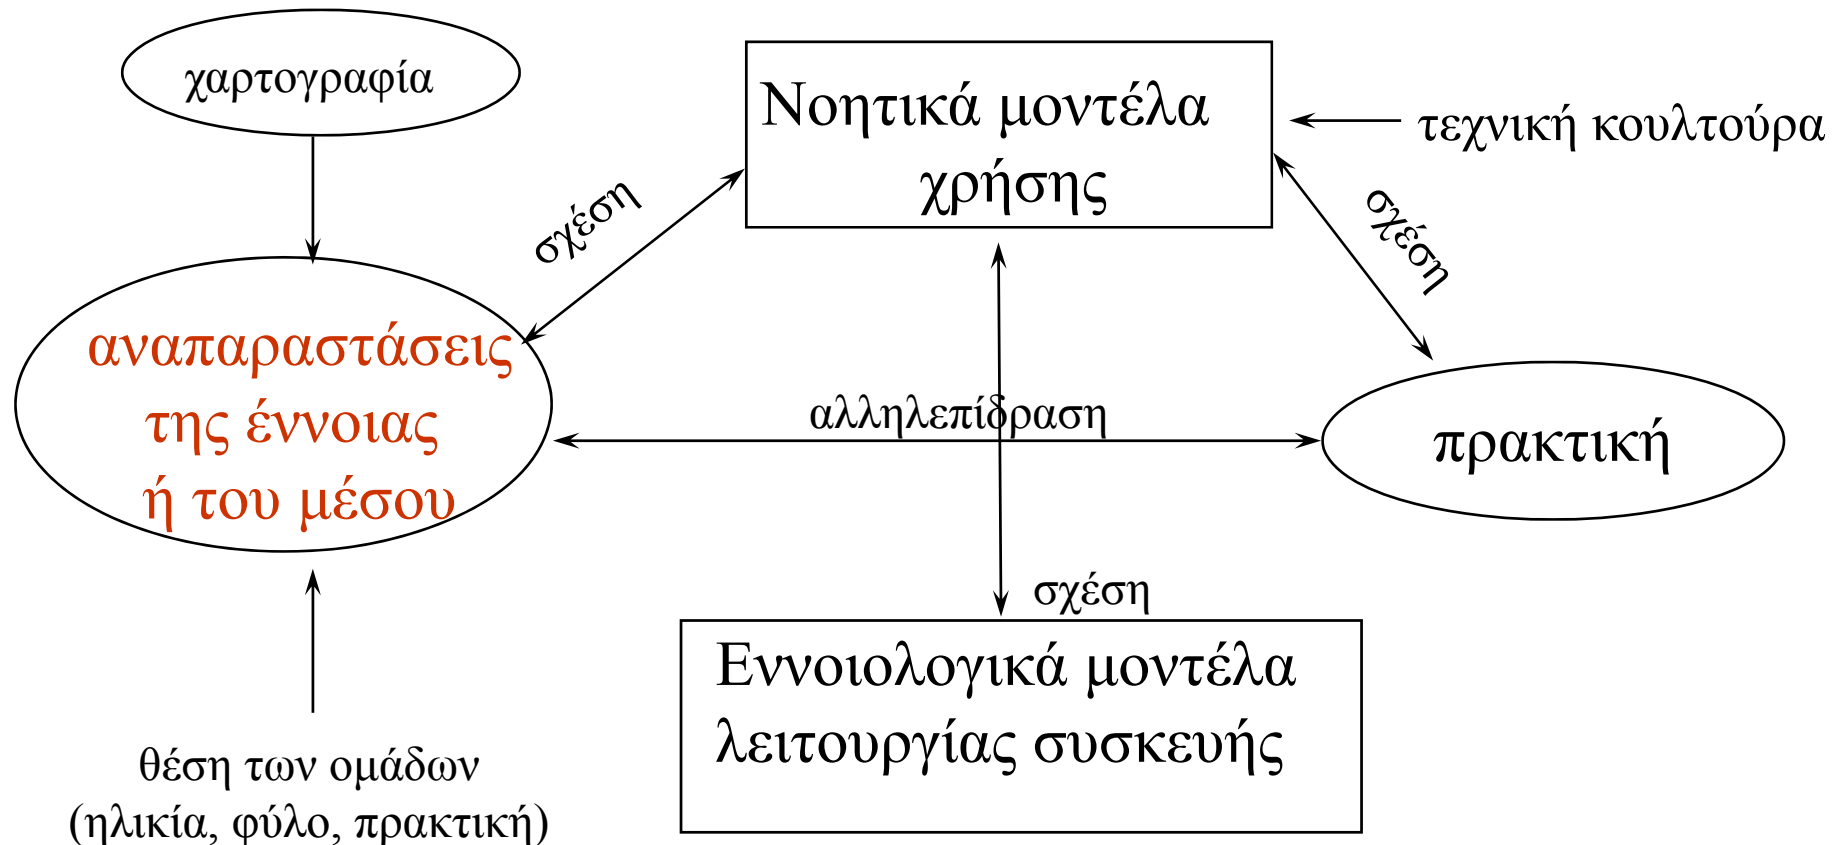 χαρτογραφία
Νοητικά μοντέλα
χρήσης
τεχνική κουλτούρα
σχέση
σχέση
αναπαραστάσεις
της έννοιας
ή του μέσου
αλληλεπίδραση
πρακτική
σχέση
Εννοιολογικά μοντέλα
λειτουργίας συσκευής
θέση των ομάδων
(ηλικία, φύλο, πρακτική)